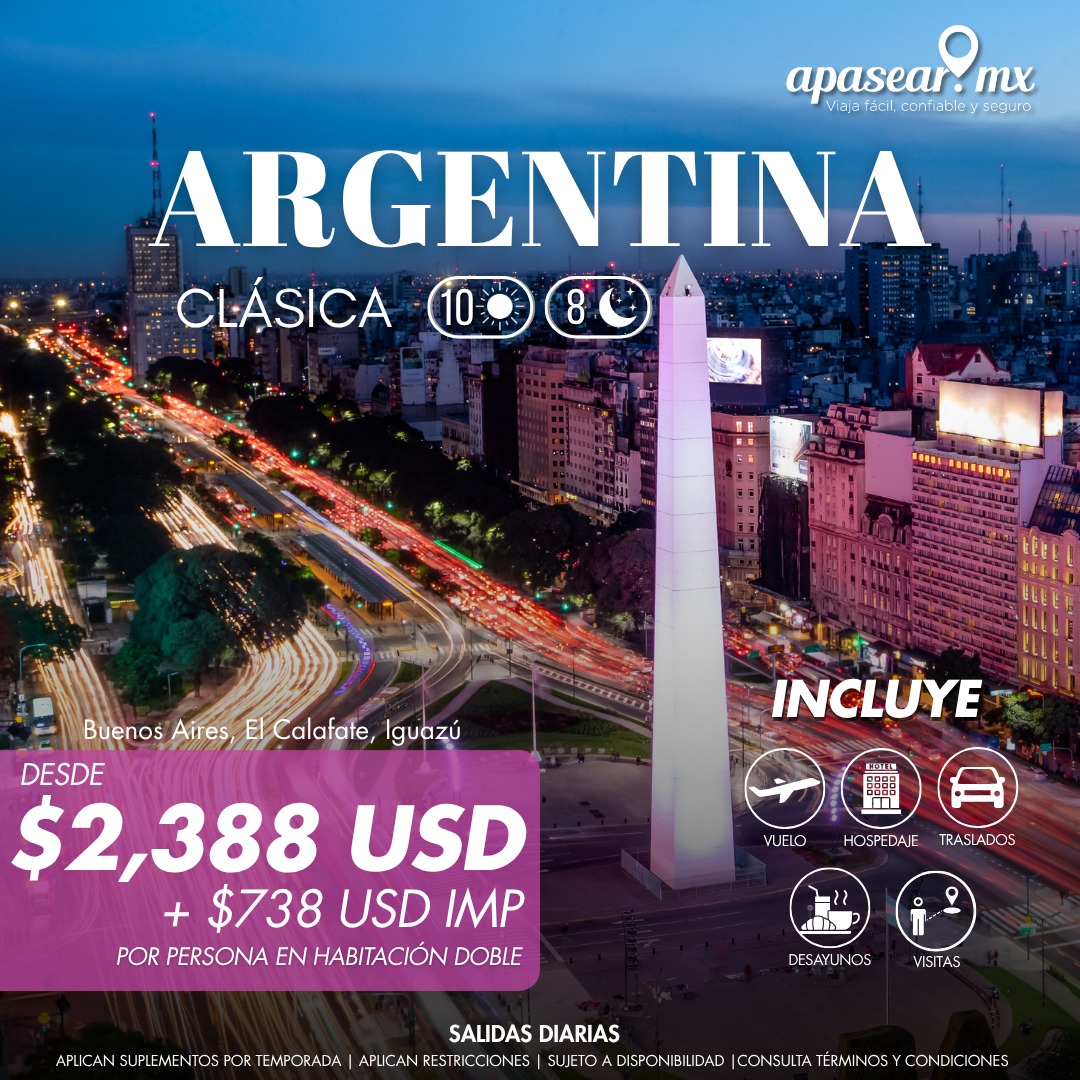 apasear.mx
Viaja fácil, confiable y seguro
ARGENTINA
CLÁSICA 10 8
Buenos Aires, El Calafate, Iguazú
DESDE
$2,388 USD
+ $738 USD IMP
POR PERSONA EN HABITACIÓN DOBLE
INCLUYE
HOTEL
VUELO HOSPEDAJE TRASLADOS
DESAYUNOS VISITAS
SALIDAS DIARIAS
APLICAN SUPLEMENTOS POR TEMPORADA | APLICAN RESTRICCIONES | SUJETO A DISPONIBILIDAD |CONSULTA TÉRMINOS Y CONDICIONES